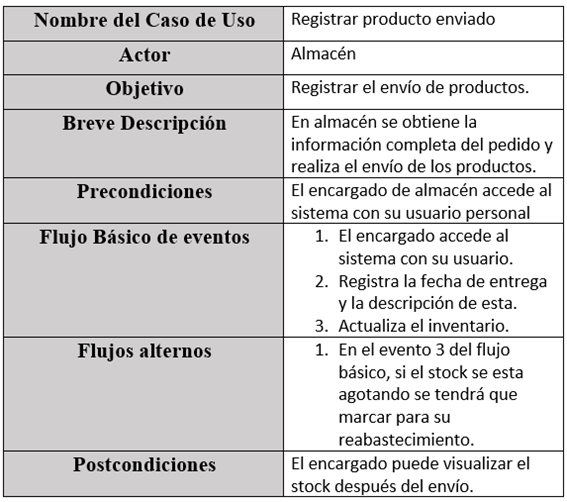 Nombre del Caso de Uso
Registrar producto enviado
Actor
Almacén
Objetivo
Registrar el envío de productos.
Breve Descripción
En almacén se obtiene la
información completa del pedido y
realiza el envío de los productos.
Precondiciones
El encargado de almacén accede al
sistema con su usuario personal
Flujo Básico de eventos
1. El encargado accede al
sistema con su usuario.
2. Registra la fecha de entrega
y la descripción de esta.
3. Actualiza el inventario.
Flujos alternos
1. En el evento 3 del flujo
básico, si el stock se esta
agotando se tendrá que
marcar para su
reabastecimiento.
Postcondiciones
El encargado puede visualizar el
stock después del envío.